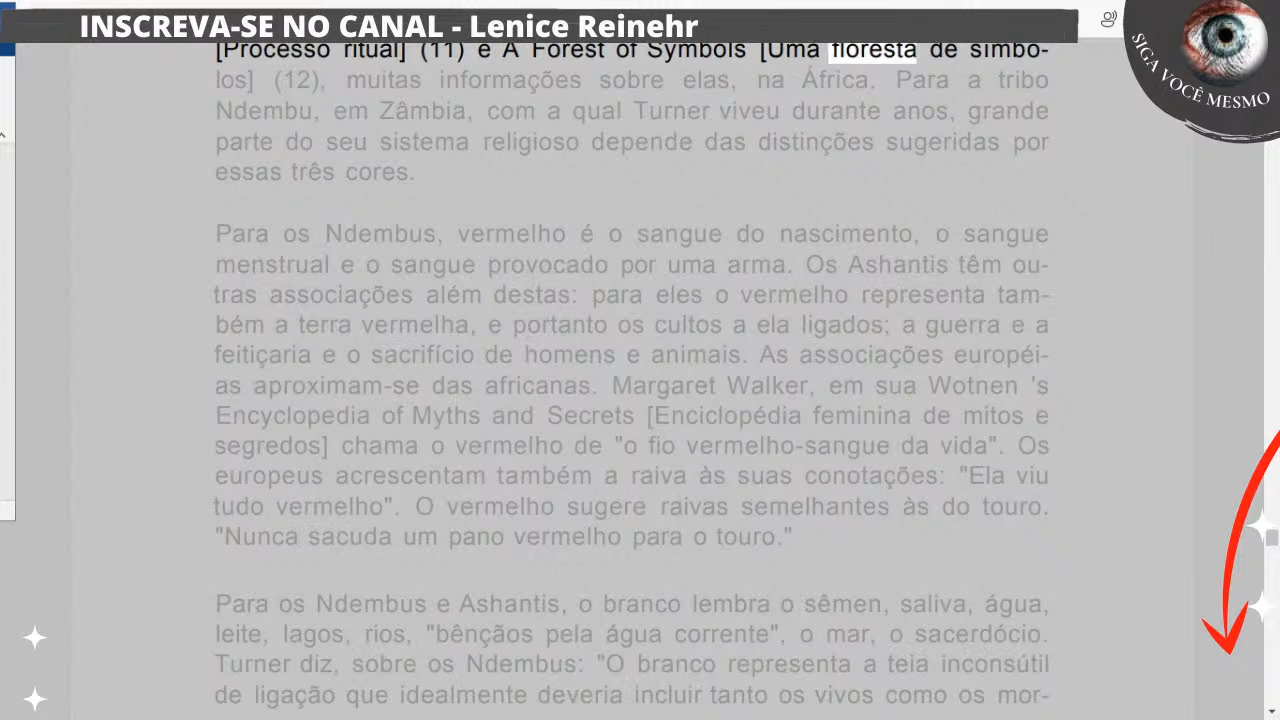 INSCREVA-SE NO CANAL - Lenice Reinehr
SIGA VOCÊ MESMO
[Processo ritual] (11) e A Forest of Symbols [Uma floresta de símbo-
los] (12), muitas informações sobre elas, na África. Para a tribo
Ndembu, em Zâmbia, com a qual Turner viveu durante anos, grande
parte do seu sistema religioso depende das distinções sugeridas por
essas três cores.
Para os Ndembus, vermelho é o sangue do nascimento, o sangue
menstrual e o sangue provocado por uma arma. Os Ashantis têm ou-
tras associações além destas: para eles o vermelho representa tam-
bém a terra vermelha, e portanto os cultos a ela ligados; a guerra e a
feitiçaria e o sacrifício de homens e animais. As associações européi-
as aproximam-se das africanas. Margaret Walker, em sua Wotnen 's
Encyclopedia of Myths and Secrets [Enciclopédia feminina de mitos e
segredos] chama o vermelho de "o fio vermelho-sangue da vida". Os
europeus acrescentam também a raiva às suas conotações: "Ela viu
tudo vermelho". O vermelho sugere raivas semelhantes às do touro.
"Nunca sacuda um pano vermelho para o touro."
Para os Ndembus e Ashantis, o branco lembra o sêmen, saliva, água,
leite, lagos, rios, "bênçãos pela água corrente", o mar, o sacerdócio.
Turner diz, sobre os Ndembus: "O branco representa a teia inconsútil
de ligação que idealmente deveria incluir tanto os vivos como os mor-